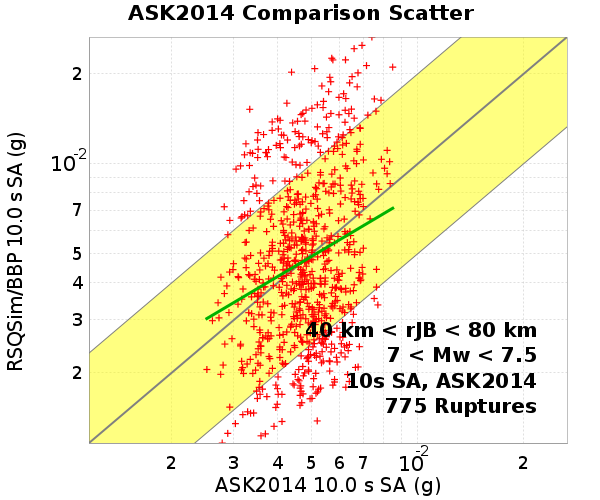 ASK2014 Comparison Scatter
RSQSim/BBP 10.0 s SA (g)
2
10-2
7
5
4
3
2
40 km < rJB < 80 km
7 < Mw < 7.5
10s SA, ASK2014
775 Ruptures
2 3 4 5 6 7 10-2 2
ASK2014 10.0 s SA (g)